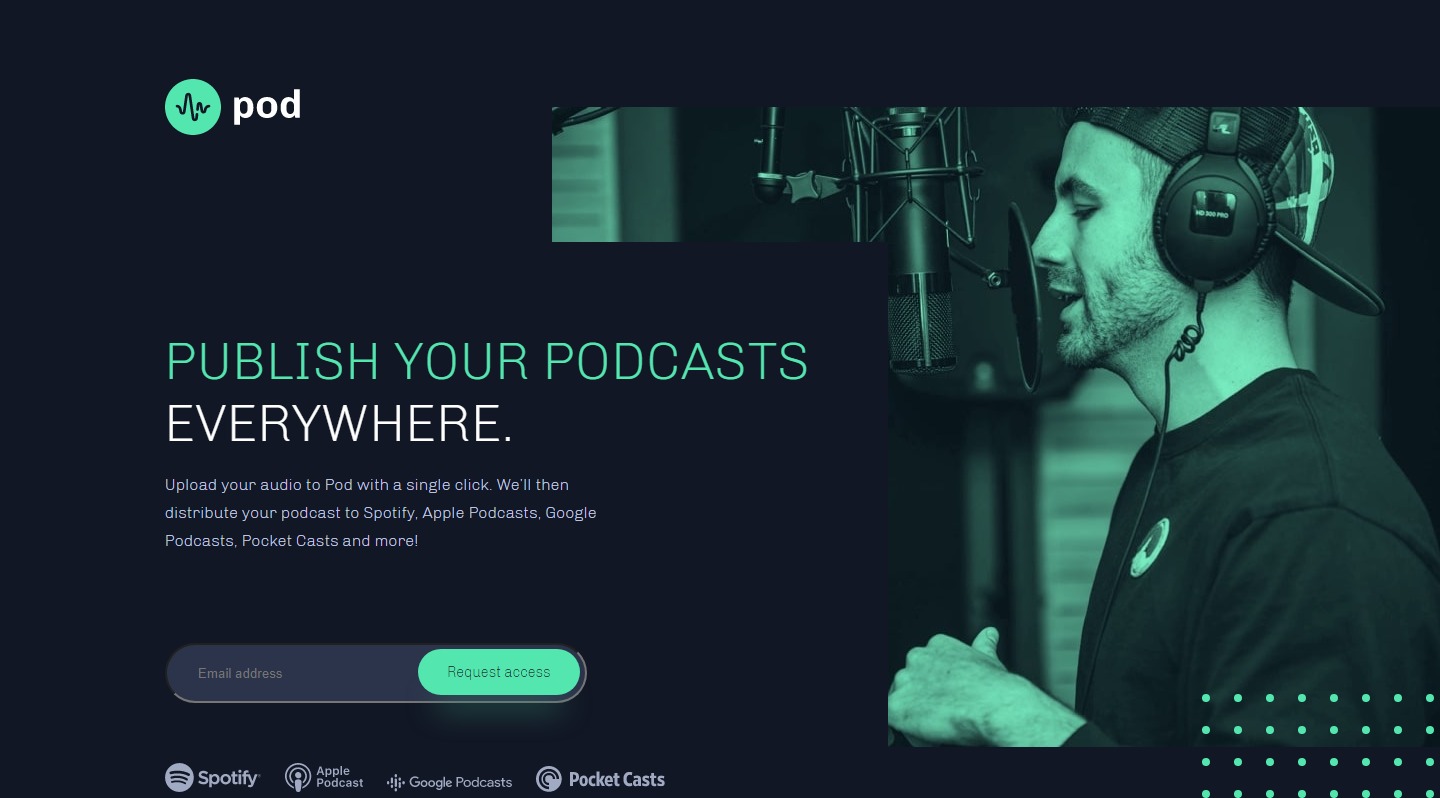 pod
HD 300 PRO
PUBLISH YOUR PODCASTS
EVERYWHERE.
Upload your audio to Pod with a single click. We’ll then
distribute your podcast to Spotify, Apple Podcasts, Google
Podcasts, Pocket Casts and more!
Email address
Request access
Spotify
Apple
Podcast
Google Podcasts
Pocket Casts